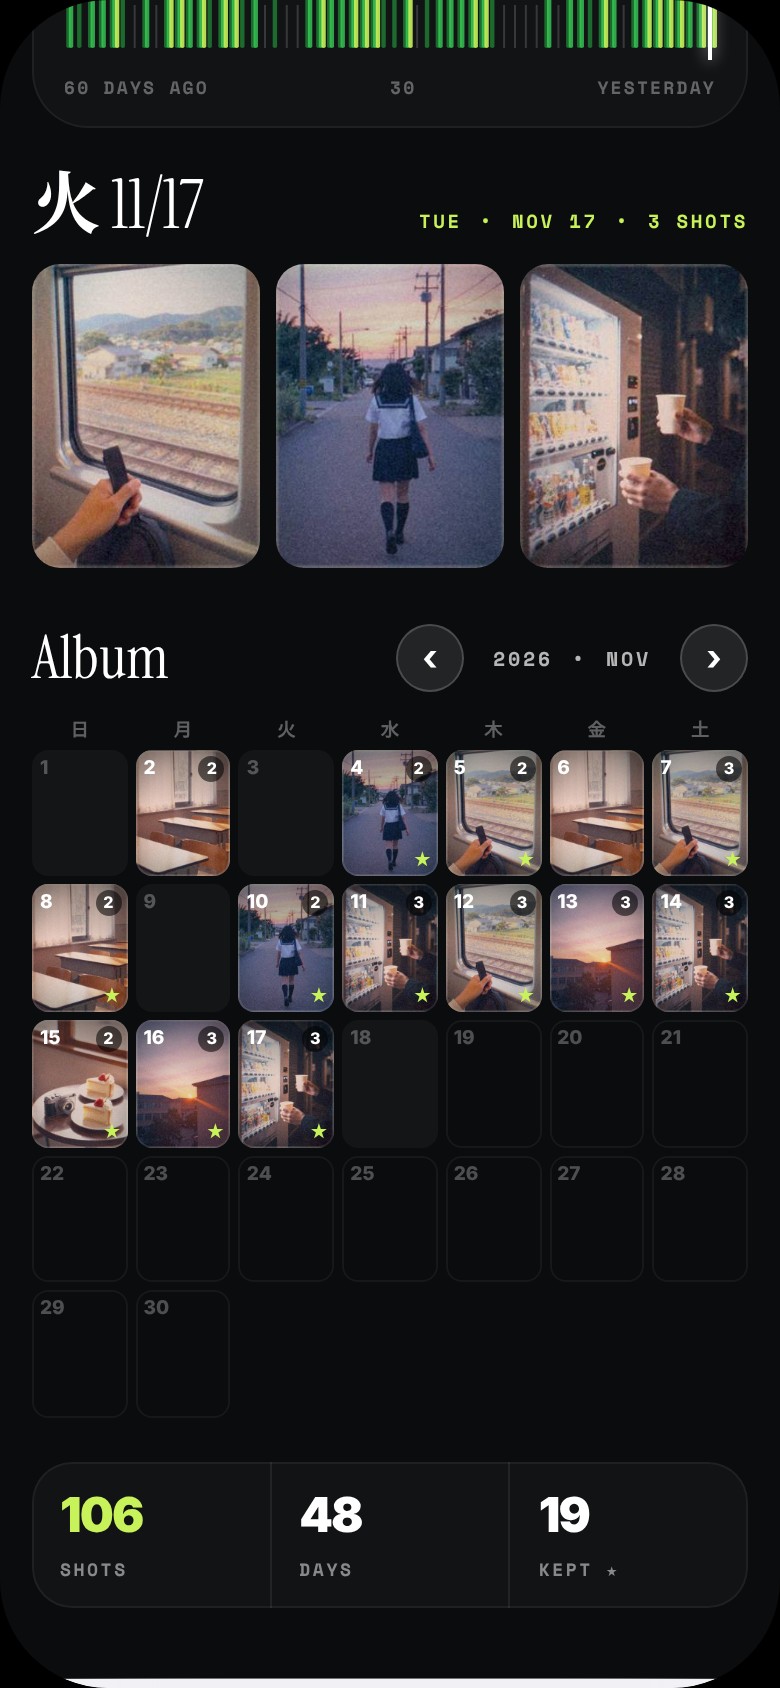 60 DAYS AGO 30 YESTERDAY
火 11/17 TUE • NOV 17 • 3 SHOTS
Album ‹ 2026 • NOV ›
日 月 火 水 木 金 土
1 2 2 3 4 2 5 2 6 7 3
8 2 9 10 2 11 3 12 3 13 3 14 3
15 2 16 3 17 3 18 19 20 21
22 23 24 25 26 27 28
29 30
106 48 19
SHOTS DAYS KEPT ★